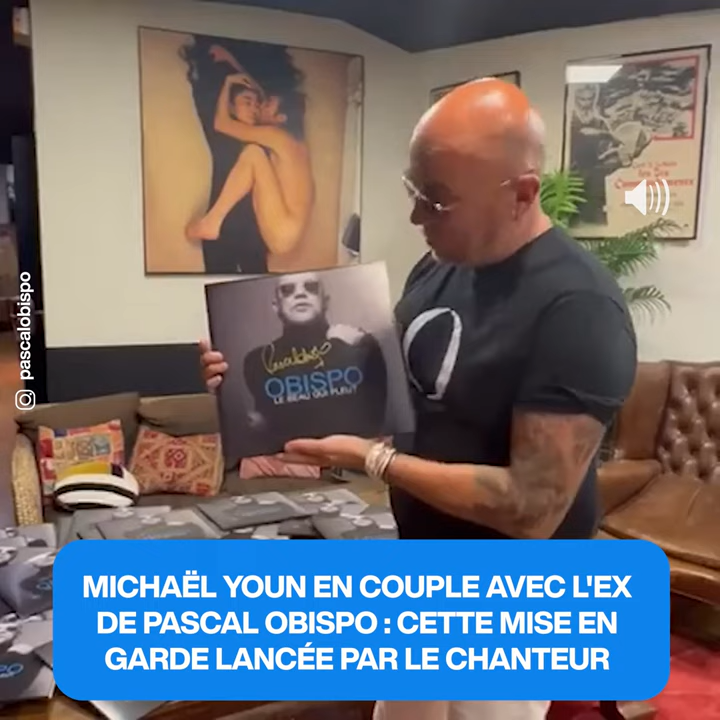 pascalobispo
OBISPO
LE BEAU QUI PLEUT
MICHAËL YOUN EN COUPLE AVEC L'EX
DE PASCAL OBISPO : CETTE MISE EN
GARDE LANCÉE PAR LE CHANTEUR